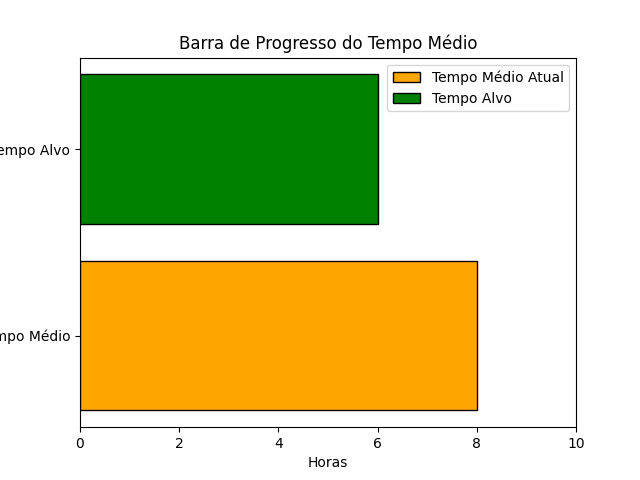 Barra de Progresso do Tempo Médio
Tempo Médio Atual
Tempo Alvo
empo Alvo
mpo Médio
0 2 4 6 8 10
Horas